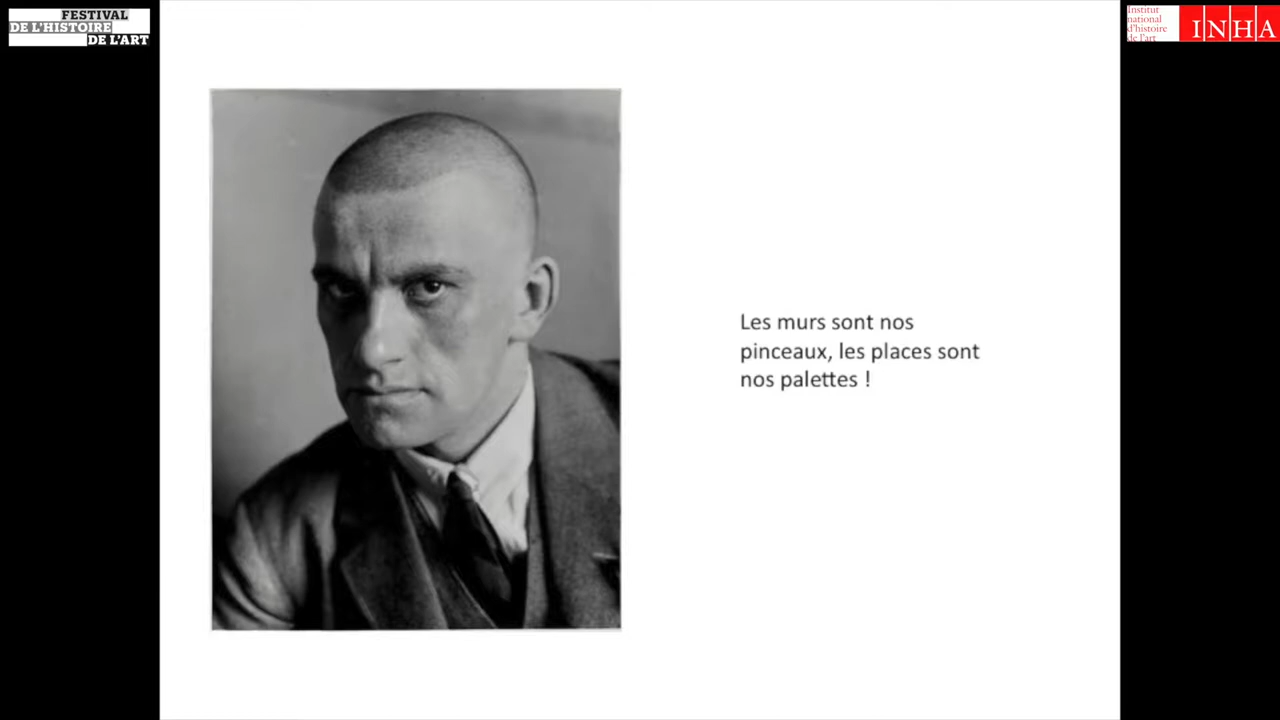 FESTIVAL
DE L'HISTOIRE
DE L'ART
Institut
national
d'histoire
de l'art
INHA
Les murs sont nos
pinceaux, les places sont
nos palettes !